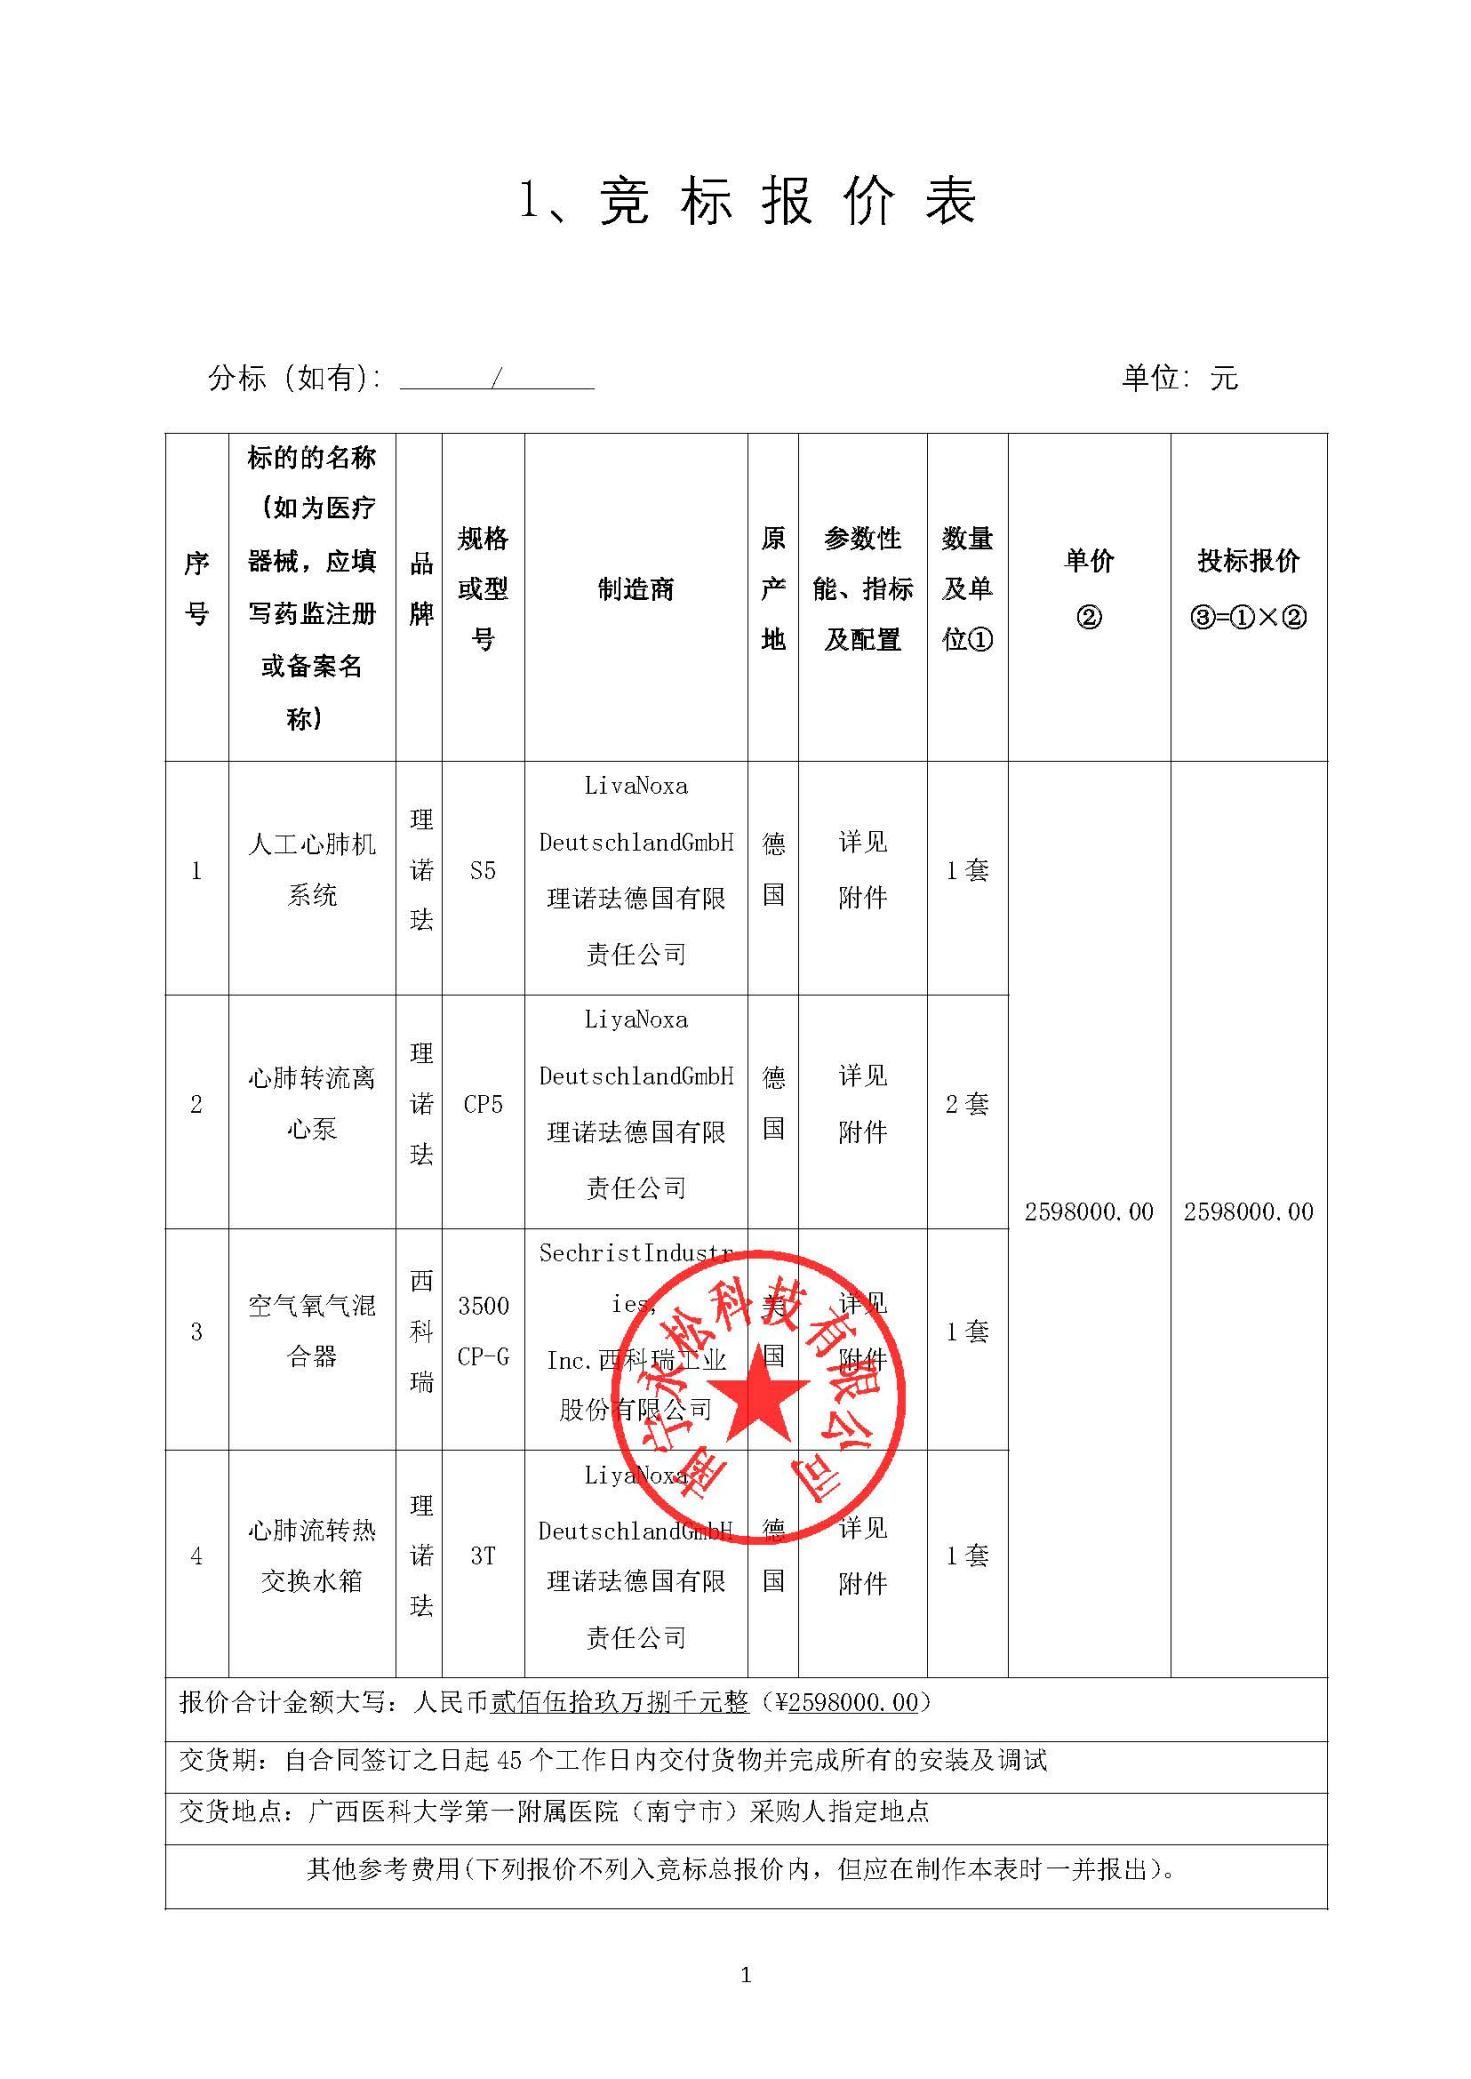 1、竞标报价表
分标（如有）： / 单位：元
序号
标的的名称
（如为医疗
器械，应填
写药监注册
或备案名
称）
品牌
规格
或型
号
制造商
原产地
参数性
能、指标
及配置
数量
及单
位①
单价
②
投标报价
③=①×②
1
人工心肺机
系统
理诺珐
S5
LivaNoxa
DeutschlandGmbH
理诺珐德国有限
责任公司
德国
详见
附件
1套
2598000.00
2598000.00
2
心肺转流离
心泵
理诺珐
CP5
LiyaNoxa
DeutschlandGmbH
理诺珐德国有限
责任公司
德国
详见
附件
2套
3
空气氧气混
合器
西科瑞
3500
CP-G
SechristIndustr
ies,
Inc.西科瑞工业
股份有限公司
美国
详见
附件
1套
4
心肺流转热
交换水箱
理诺珐
3T
LiyaNoxa
DeutschlandGmbH
理诺珐德国有限
责任公司
德国
详见
附件
1套
南宁永松科技有限公司
报价合计金额大写：人民币贰佰伍拾玖万捌千元整（¥2598000.00）
交货期：自合同签订之日起45个工作日内交付货物并完成所有的安装及调试
交货地点：广西医科大学第一附属医院（南宁市）采购人指定地点
其他参考费用(下列报价不列入竞标总报价内，但应在制作本表时一并报出)。
1